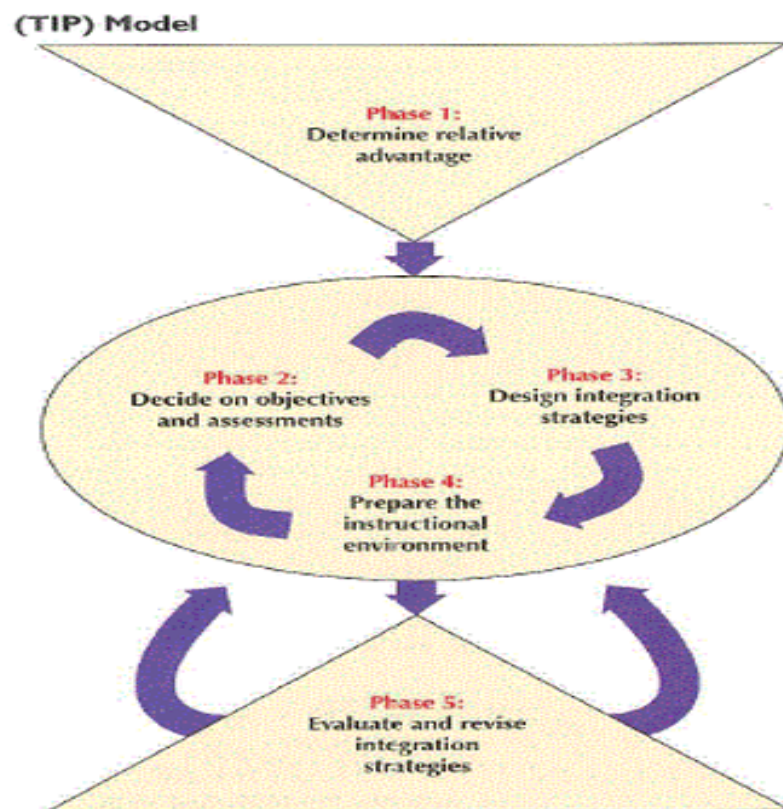 (TIP) Model
Phase 1:
Determine relative
advantage
Phase 2:
Decide on objectives
and assessments
Phase 3:
Design integration
strategies
Phase 4:
Prepare the
instructional
environment
Phase 5:
Evaluate and revise
integration
strategies